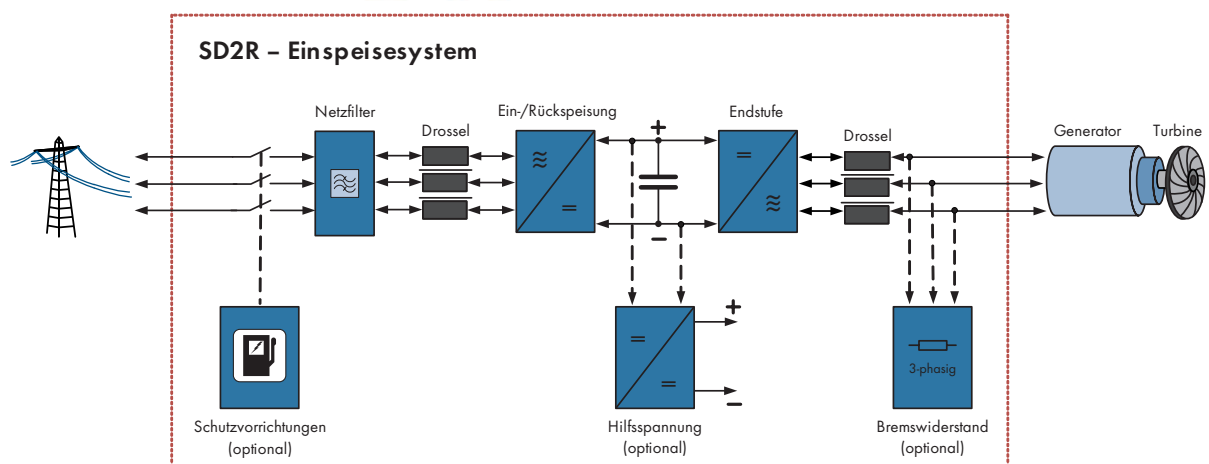 SD2R – Einspeisesystem
Netzfilter
Drossel
Ein-/Rückspeisung
Endstufe
Drossel
Generator
Turbine
+
–
+
–
3-phasig
Schutzvorrichtungen
(optional)
Hilfsspannung
(optional)
Bremswiderstand
(optional)